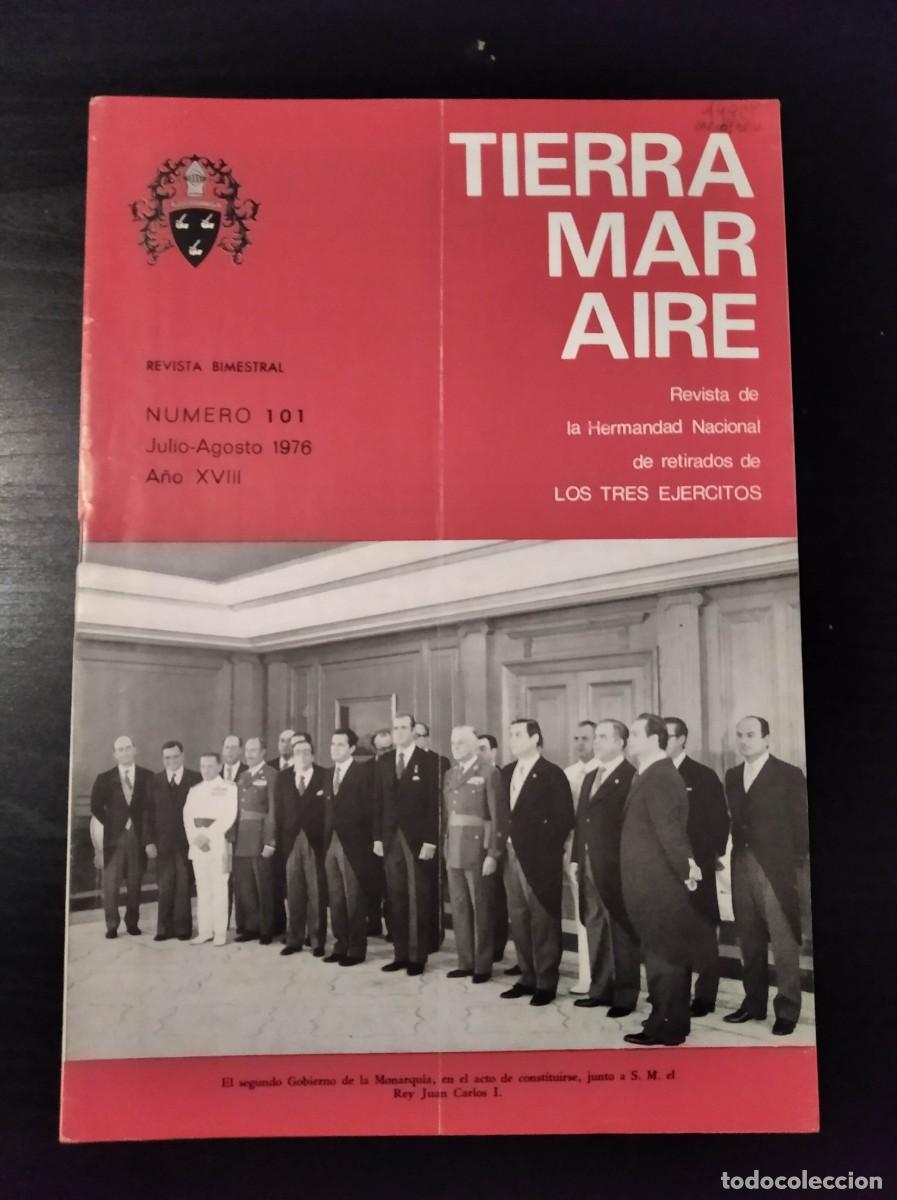 TIERRA
MAR
AIRE
REVISTA BIMESTRAL
NUMERO 101
Julio-Agosto 1976
Año XVIII
Revista de
la Hermandad Nacional
de retirados de
LOS TRES EJERCITOS
El segundo Gobierno de la Monarquía, en el acto de constituirse, junto a S. M. el
Rey Juan Carlos I.
todocoleccion